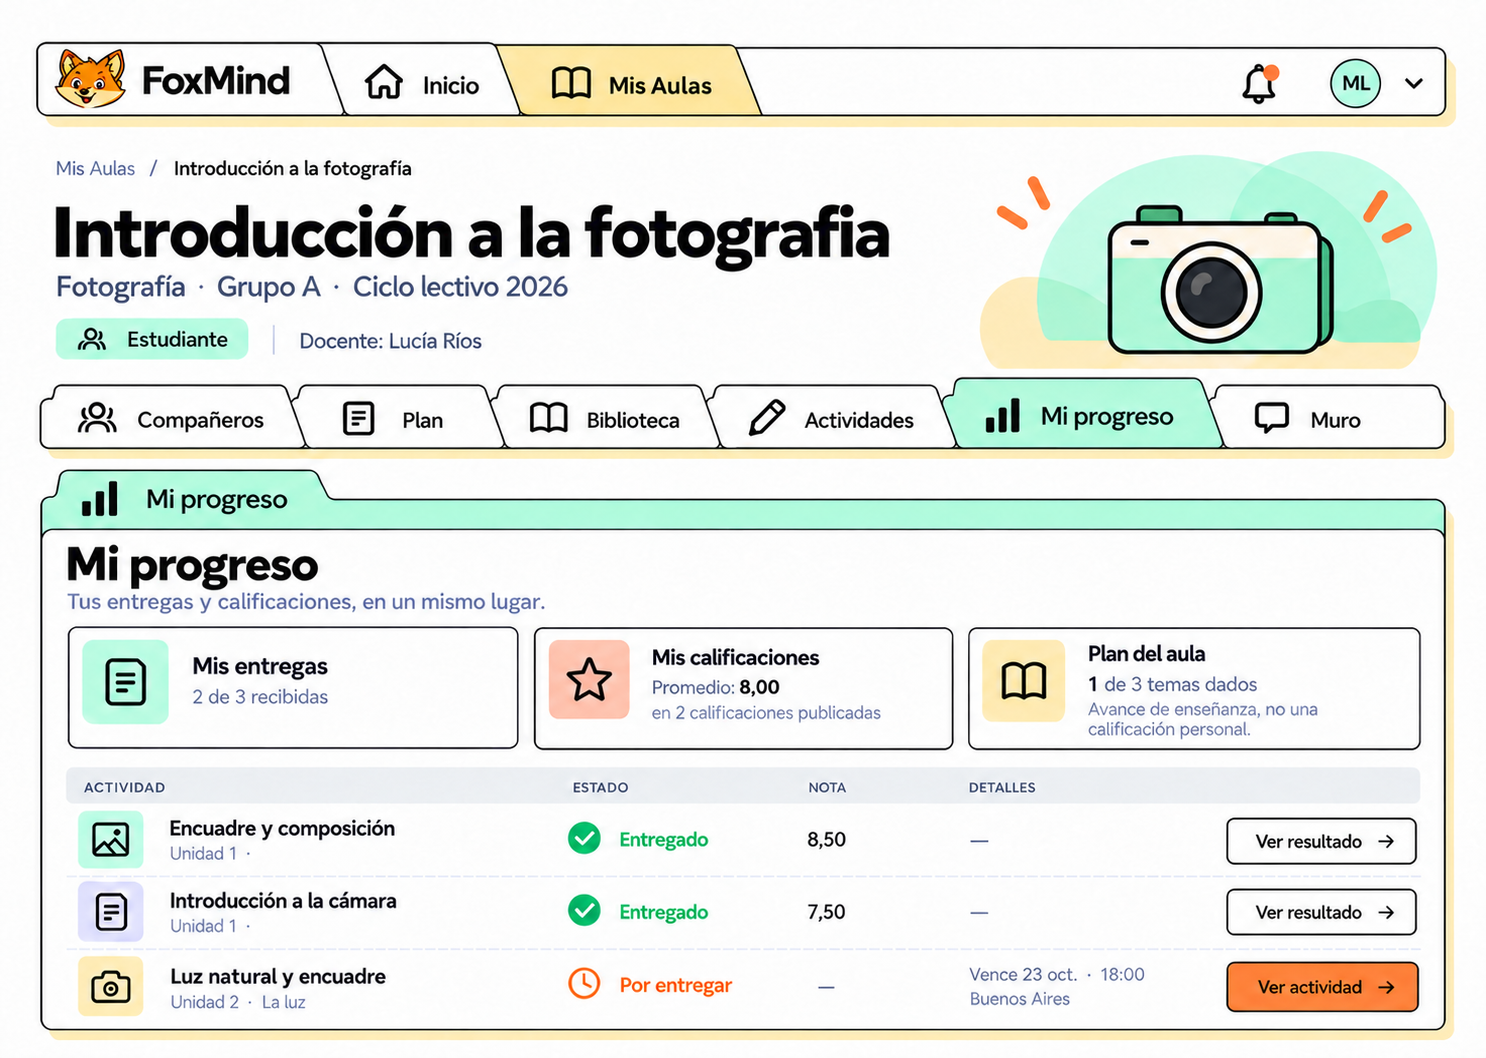 FoxMind
Inicio
Mis Aulas
ML
Mis Aulas / Introducción a la fotografía
Introducción a la fotografia
Fotografía · Grupo A · Ciclo lectivo 2026
Estudiante
Docente: Lucía Ríos
Compañeros
Plan
Biblioteca
Actividades
Mi progreso
Muro
Mi progreso
Mi progreso
Tus entregas y calificaciones, en un mismo lugar.
Mis entregas
2 de 3 recibidas
Mis calificaciones
Promedio: 8,00
en 2 calificaciones publicadas
Plan del aula
1 de 3 temas dados
Avance de enseñanza, no una
calificación personal.
ACTIVIDAD ESTADO NOTA DETALLES
Encuadre y composición
Unidad 1 ·
Entregado
8,50
—
Ver resultado →
Introducción a la cámara
Unidad 1 ·
Entregado
7,50
—
Ver resultado →
Luz natural y encuadre
Unidad 2 · La luz
Por entregar
—
Vence 23 oct. · 18:00
Buenos Aires
Ver actividad →